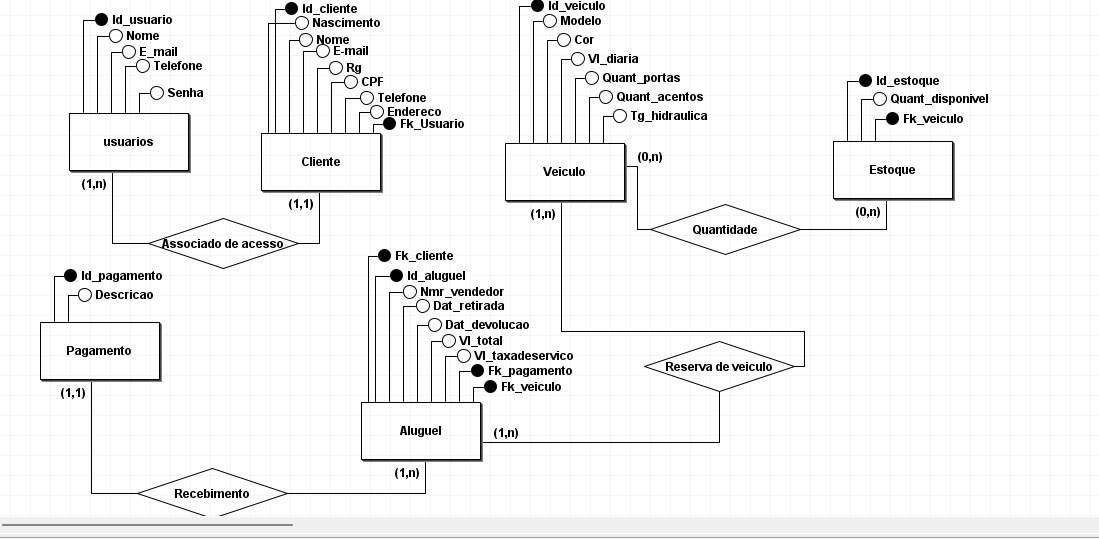 Id_usuario
Nome
E_mail
Telefone
Senha
usuarios
(1,n)
Id_cliente
Nascimento
Nome
E-mail
Rg
CPF
Telefone
Endereco
Fk_Usuario
Cliente
(1,1)
Associado de acesso
Id_veiculo
Modelo
Cor
Vl_diaria
Quant_portas
Quant_acentos
Tg_hidraulica
Veiculo
(0,n)
(1,n)
Id_estoque
Quant_disponivel
Fk_veiculo
Estoque
(0,n)
Quantidade
Id_pagamento
Descricao
Pagamento
(1,1)
Fk_cliente
Id_aluguel
Nmr_vendedor
Dat_retirada
Dat_devolucao
Vl_total
Vl_taxadeservico
Fk_pagamento
Fk_veiculo
Aluguel
(1,n)
(1,n)
Reserva de veiculo
Recebimento